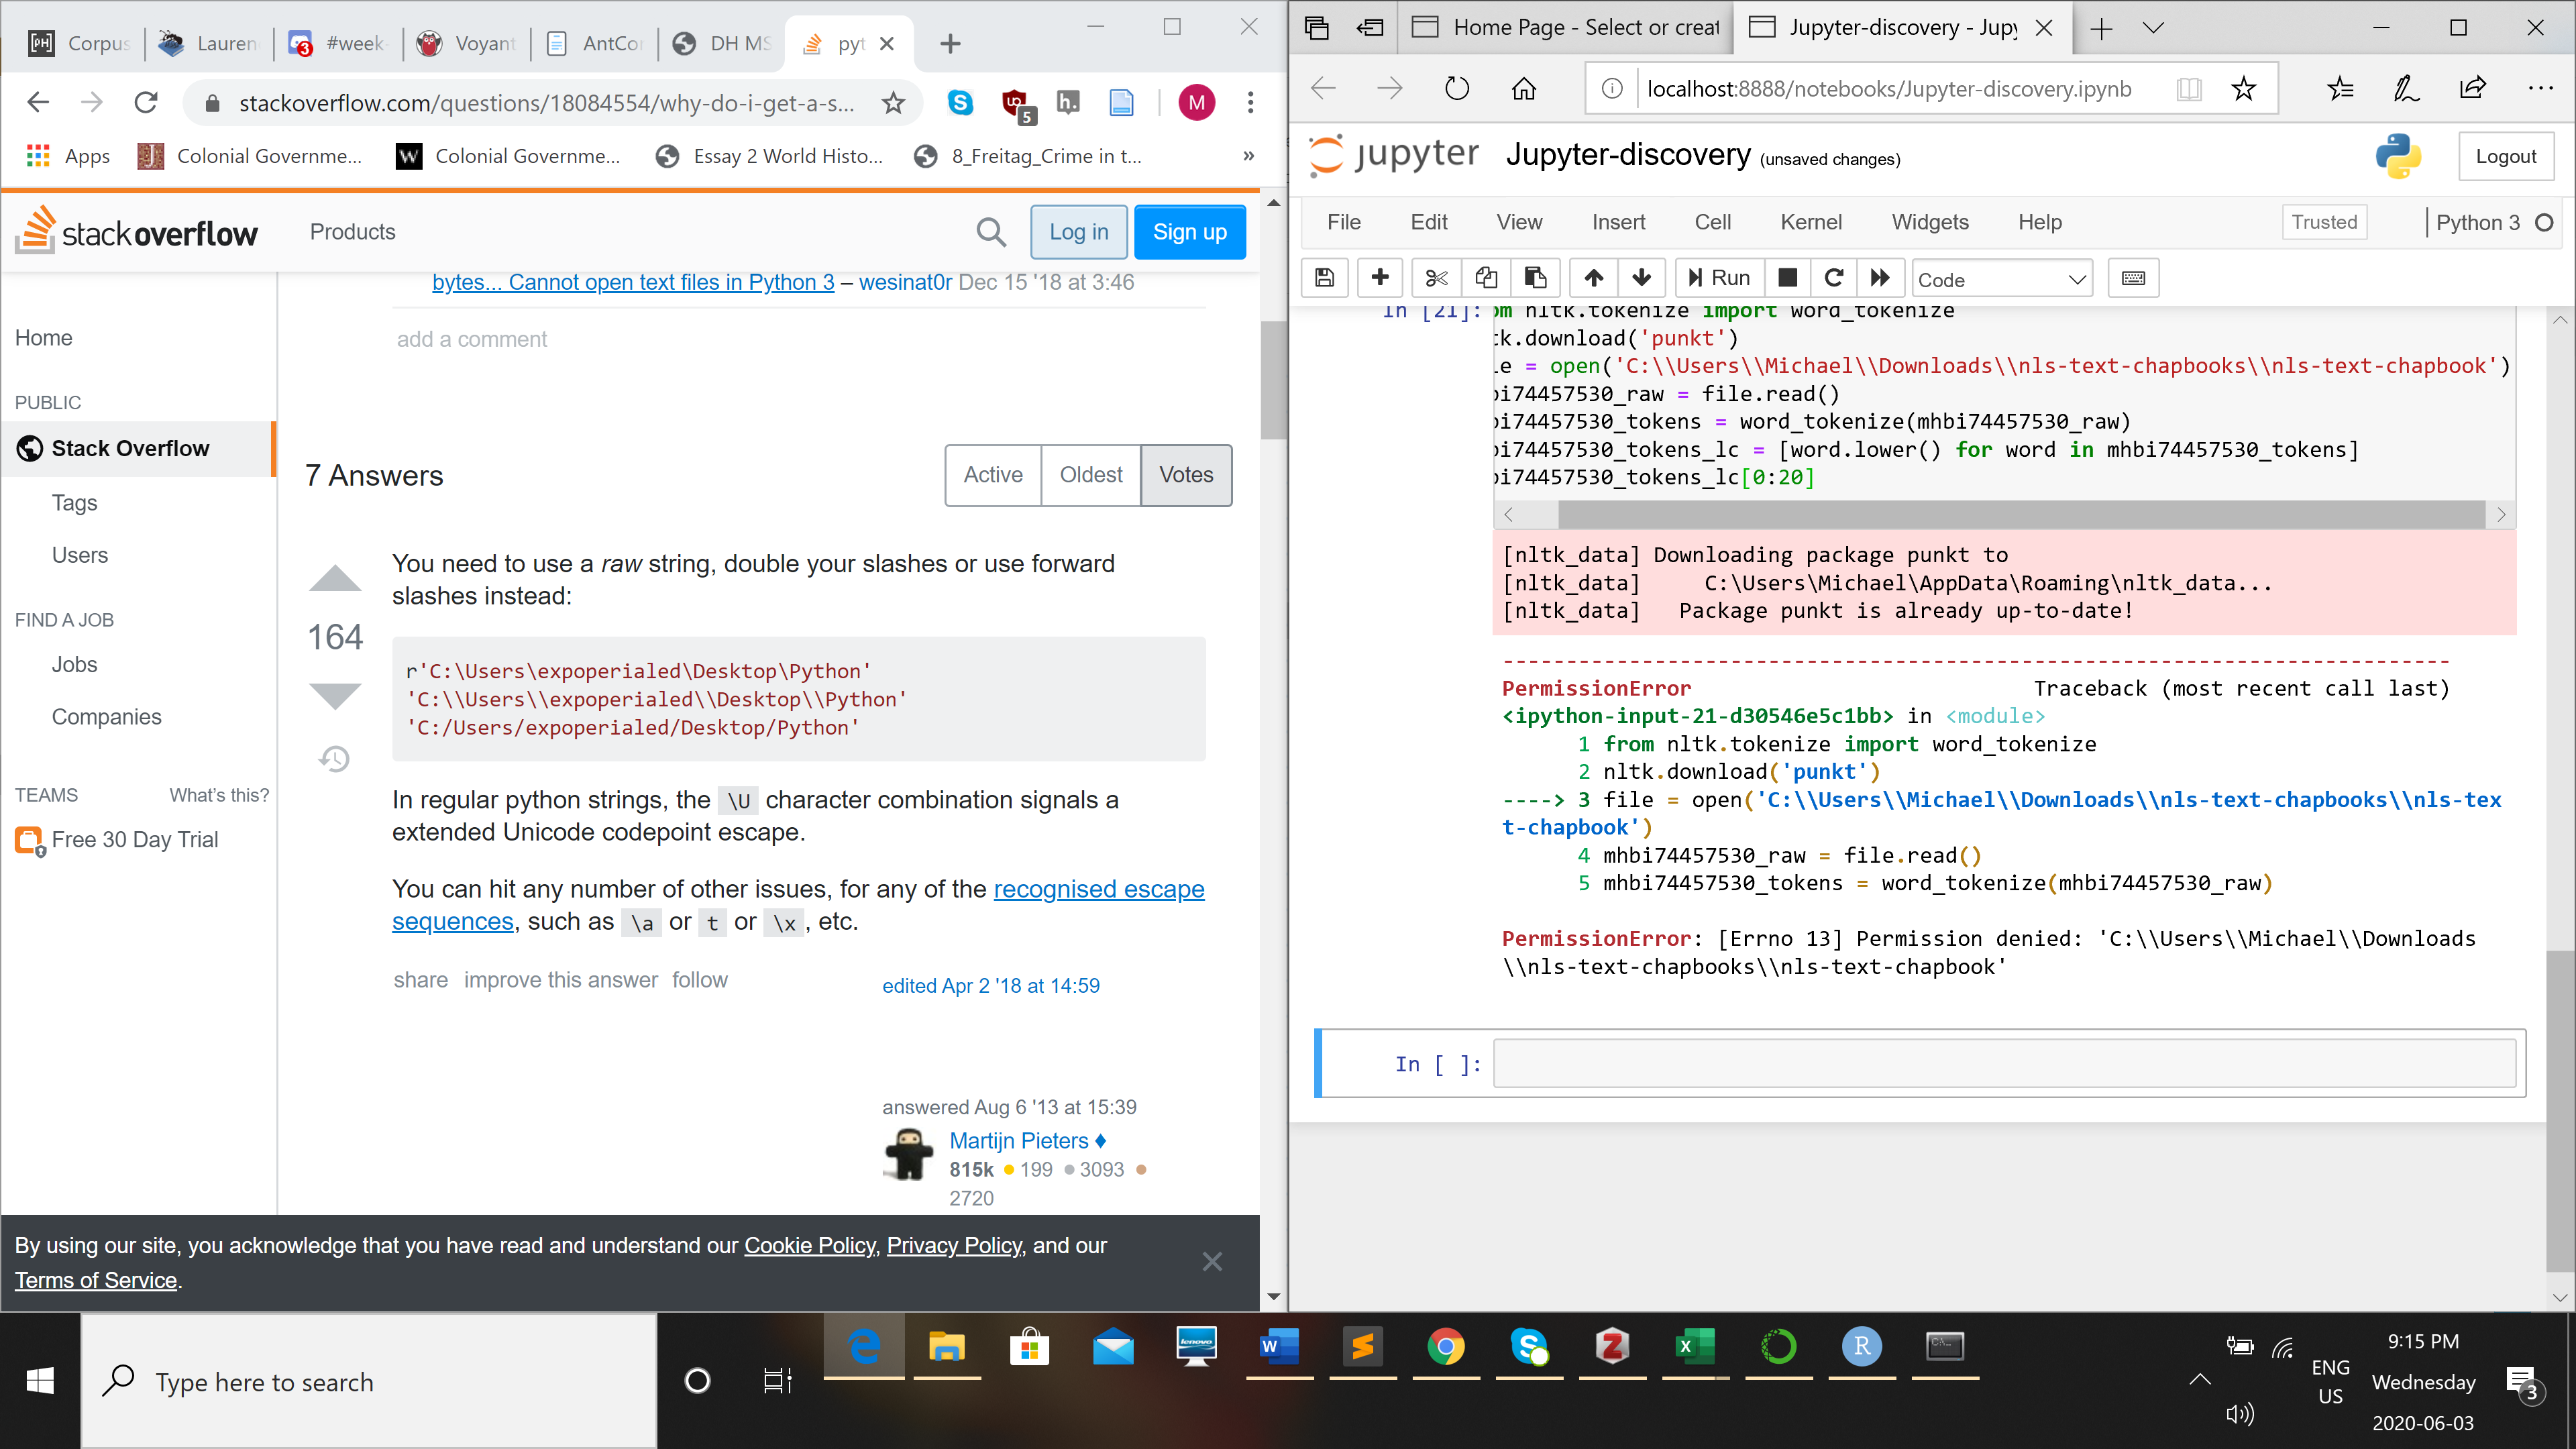 Corpus
Lauren
#week-
Voyant
AntCo
DH MS
pyt
stackoverflow.com/questions/18084554/why-do-i-get-a-s...
5
h.
M
Apps
Colonial Governme...
W
Colonial Governme...
Essay 2 World Histo...
8_Freitag_Crime in t...
»
stackoverflow
Products
Log in
Sign up
bytes... Cannot open text files in Python 3 – wesinat0r Dec 15 '18 at 3:46
add a comment
Home
PUBLIC
Stack Overflow
Tags
Users
FIND A JOB
Jobs
Companies
TEAMS
What's this?
Free 30 Day Trial
7 Answers
Active
Oldest
Votes
164
You need to use a raw string, double your slashes or use forward
slashes instead:
r'C:\Users\expoperialed\Desktop\Python'
'C:\\Users\\expoperialed\\Desktop\\Python'
'C:/Users/expoperialed/Desktop/Python'
In regular python strings, the \U character combination signals a
extended Unicode codepoint escape.
You can hit any number of other issues, for any of the recognised escape
sequences, such as \a or t or \x, etc.
share improve this answer follow
edited Apr 2 '18 at 14:59
answered Aug 6 '13 at 15:39
Martijn Pieters ♦
815k ● 199 ● 3093 ●
2720
By using our site, you acknowledge that you have read and understand our Cookie Policy, Privacy Policy, and our
Terms of Service.
Home Page - Select or creat
Jupyter-discovery - Jupy
localhost:8888/notebooks/Jupyter-discovery.ipynb
jupyter
Jupyter-discovery (unsaved changes)
Logout
File
Edit
View
Insert
Cell
Kernel
Widgets
Help
Trusted
Python 3
Run
Code
In [21]:
om nltk.tokenize import word_tokenize
tk.download('punkt')
le = open('C:\\Users\\Michael\\Downloads\\nls-text-chapbooks\\nls-text-chapbook')
bi74457530_raw = file.read()
bi74457530_tokens = word_tokenize(mhbi74457530_raw)
bi74457530_tokens_lc = [word.lower() for word in mhbi74457530_tokens]
bi74457530_tokens_lc[0:20]
[nltk_data] Downloading package punkt to
[nltk_data]     C:\Users\Michael\AppData\Roaming\nltk_data...
[nltk_data]   Package punkt is already up-to-date!
---------------------------------------------------------------------------
PermissionError                           Traceback (most recent call last)
<ipython-input-21-d30546e5c1bb> in <module>
      1 from nltk.tokenize import word_tokenize
      2 nltk.download('punkt')
----> 3 file = open('C:\\Users\\Michael\\Downloads\\nls-text-chapbooks\\nls-tex
t-chapbook')
      4 mhbi74457530_raw = file.read()
      5 mhbi74457530_tokens = word_tokenize(mhbi74457530_raw)
PermissionError: [Errno 13] Permission denied: 'C:\\Users\\Michael\\Downloads
\\nls-text-chapbooks\\nls-text-chapbook'
In [ ]:
Type here to search
ENG
US
9:15 PM
Wednesday
2020-06-03
3